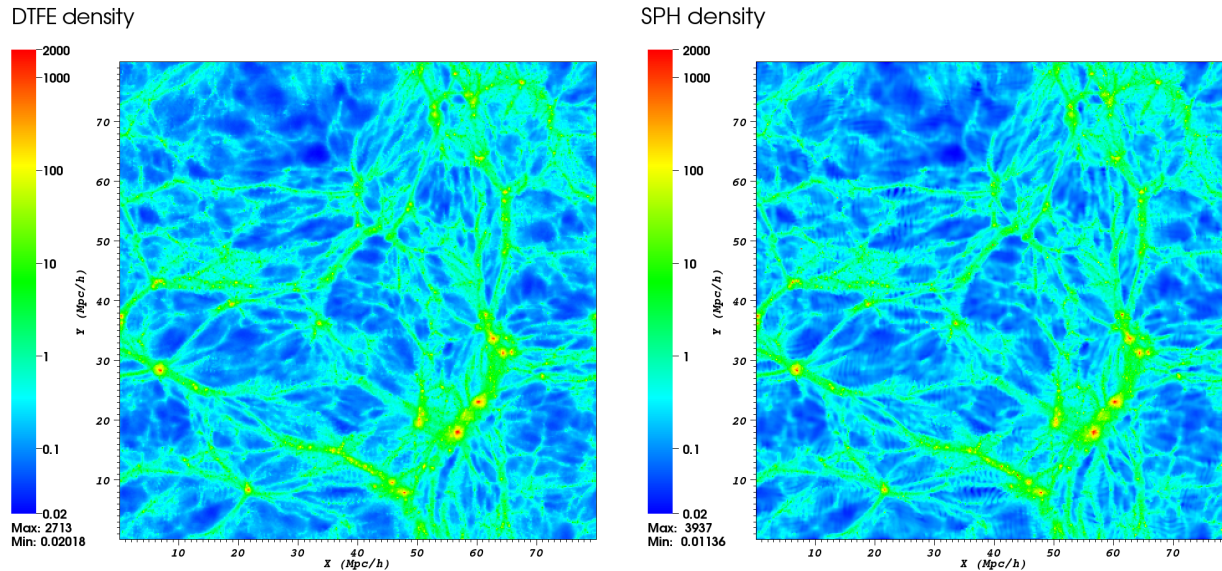 DTFE density
2000
1000
100
10
1
0.1
0.02
Max: 2713
Min: 0.02018
Y (Mpc/h)
70
60
50
40
30
20
10
10 20 30 40 50 60 70
X (Mpc/h)
SPH density
2000
1000
100
10
1
0.1
0.02
Max: 3937
Min: 0.01136
Y (Mpc/h)
70
60
50
40
30
20
10
10 20 30 40 50 60 70
X (Mpc/h)